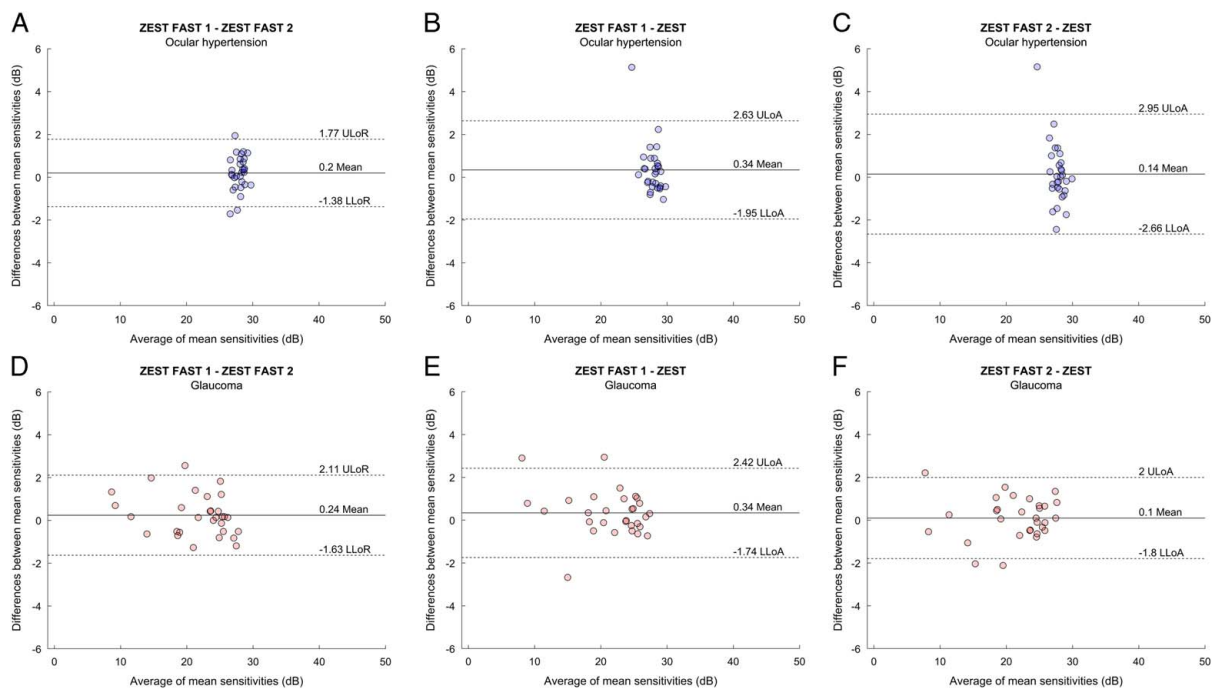 A
ZEST FAST 1 - ZEST FAST 2
Ocular hypertension
Differences between mean sensitivities (dB)
6
4
2
0
-2
-4
-6
1.77 ULoR
0.2 Mean
-1.38 LLoR
0 10 20 30 40 50
Average of mean sensitivities (dB)
B
ZEST FAST 1 - ZEST
Ocular hypertension
Differences between mean sensitivities (dB)
6
4
2
0
-2
-4
-6
2.63 ULoA
0.34 Mean
-1.95 LLoA
0 10 20 30 40 50
Average of mean sensitivities (dB)
C
ZEST FAST 2 - ZEST
Ocular hypertension
Differences between mean sensitivities (dB)
6
4
2
0
-2
-4
-6
2.95 ULoA
0.14 Mean
-2.66 LLoA
0 10 20 30 40 50
Average of mean sensitivities (dB)
D
ZEST FAST 1 - ZEST FAST 2
Glaucoma
Differences between mean sensitivities (dB)
6
4
2
0
-2
-4
-6
2.11 ULoR
0.24 Mean
-1.63 LLoR
0 10 20 30 40 50
Average of mean sensitivities (dB)
E
ZEST FAST 1 - ZEST
Glaucoma
Differences between mean sensitivities (dB)
6
4
2
0
-2
-4
-6
2.42 ULoA
0.34 Mean
-1.74 LLoA
0 10 20 30 40 50
Average of mean sensitivities (dB)
F
ZEST FAST 2 - ZEST
Glaucoma
Differences between mean sensitivities (dB)
6
4
2
0
-2
-4
-6
2 ULoA
0.1 Mean
-1.8 LLoA
0 10 20 30 40 50
Average of mean sensitivities (dB)